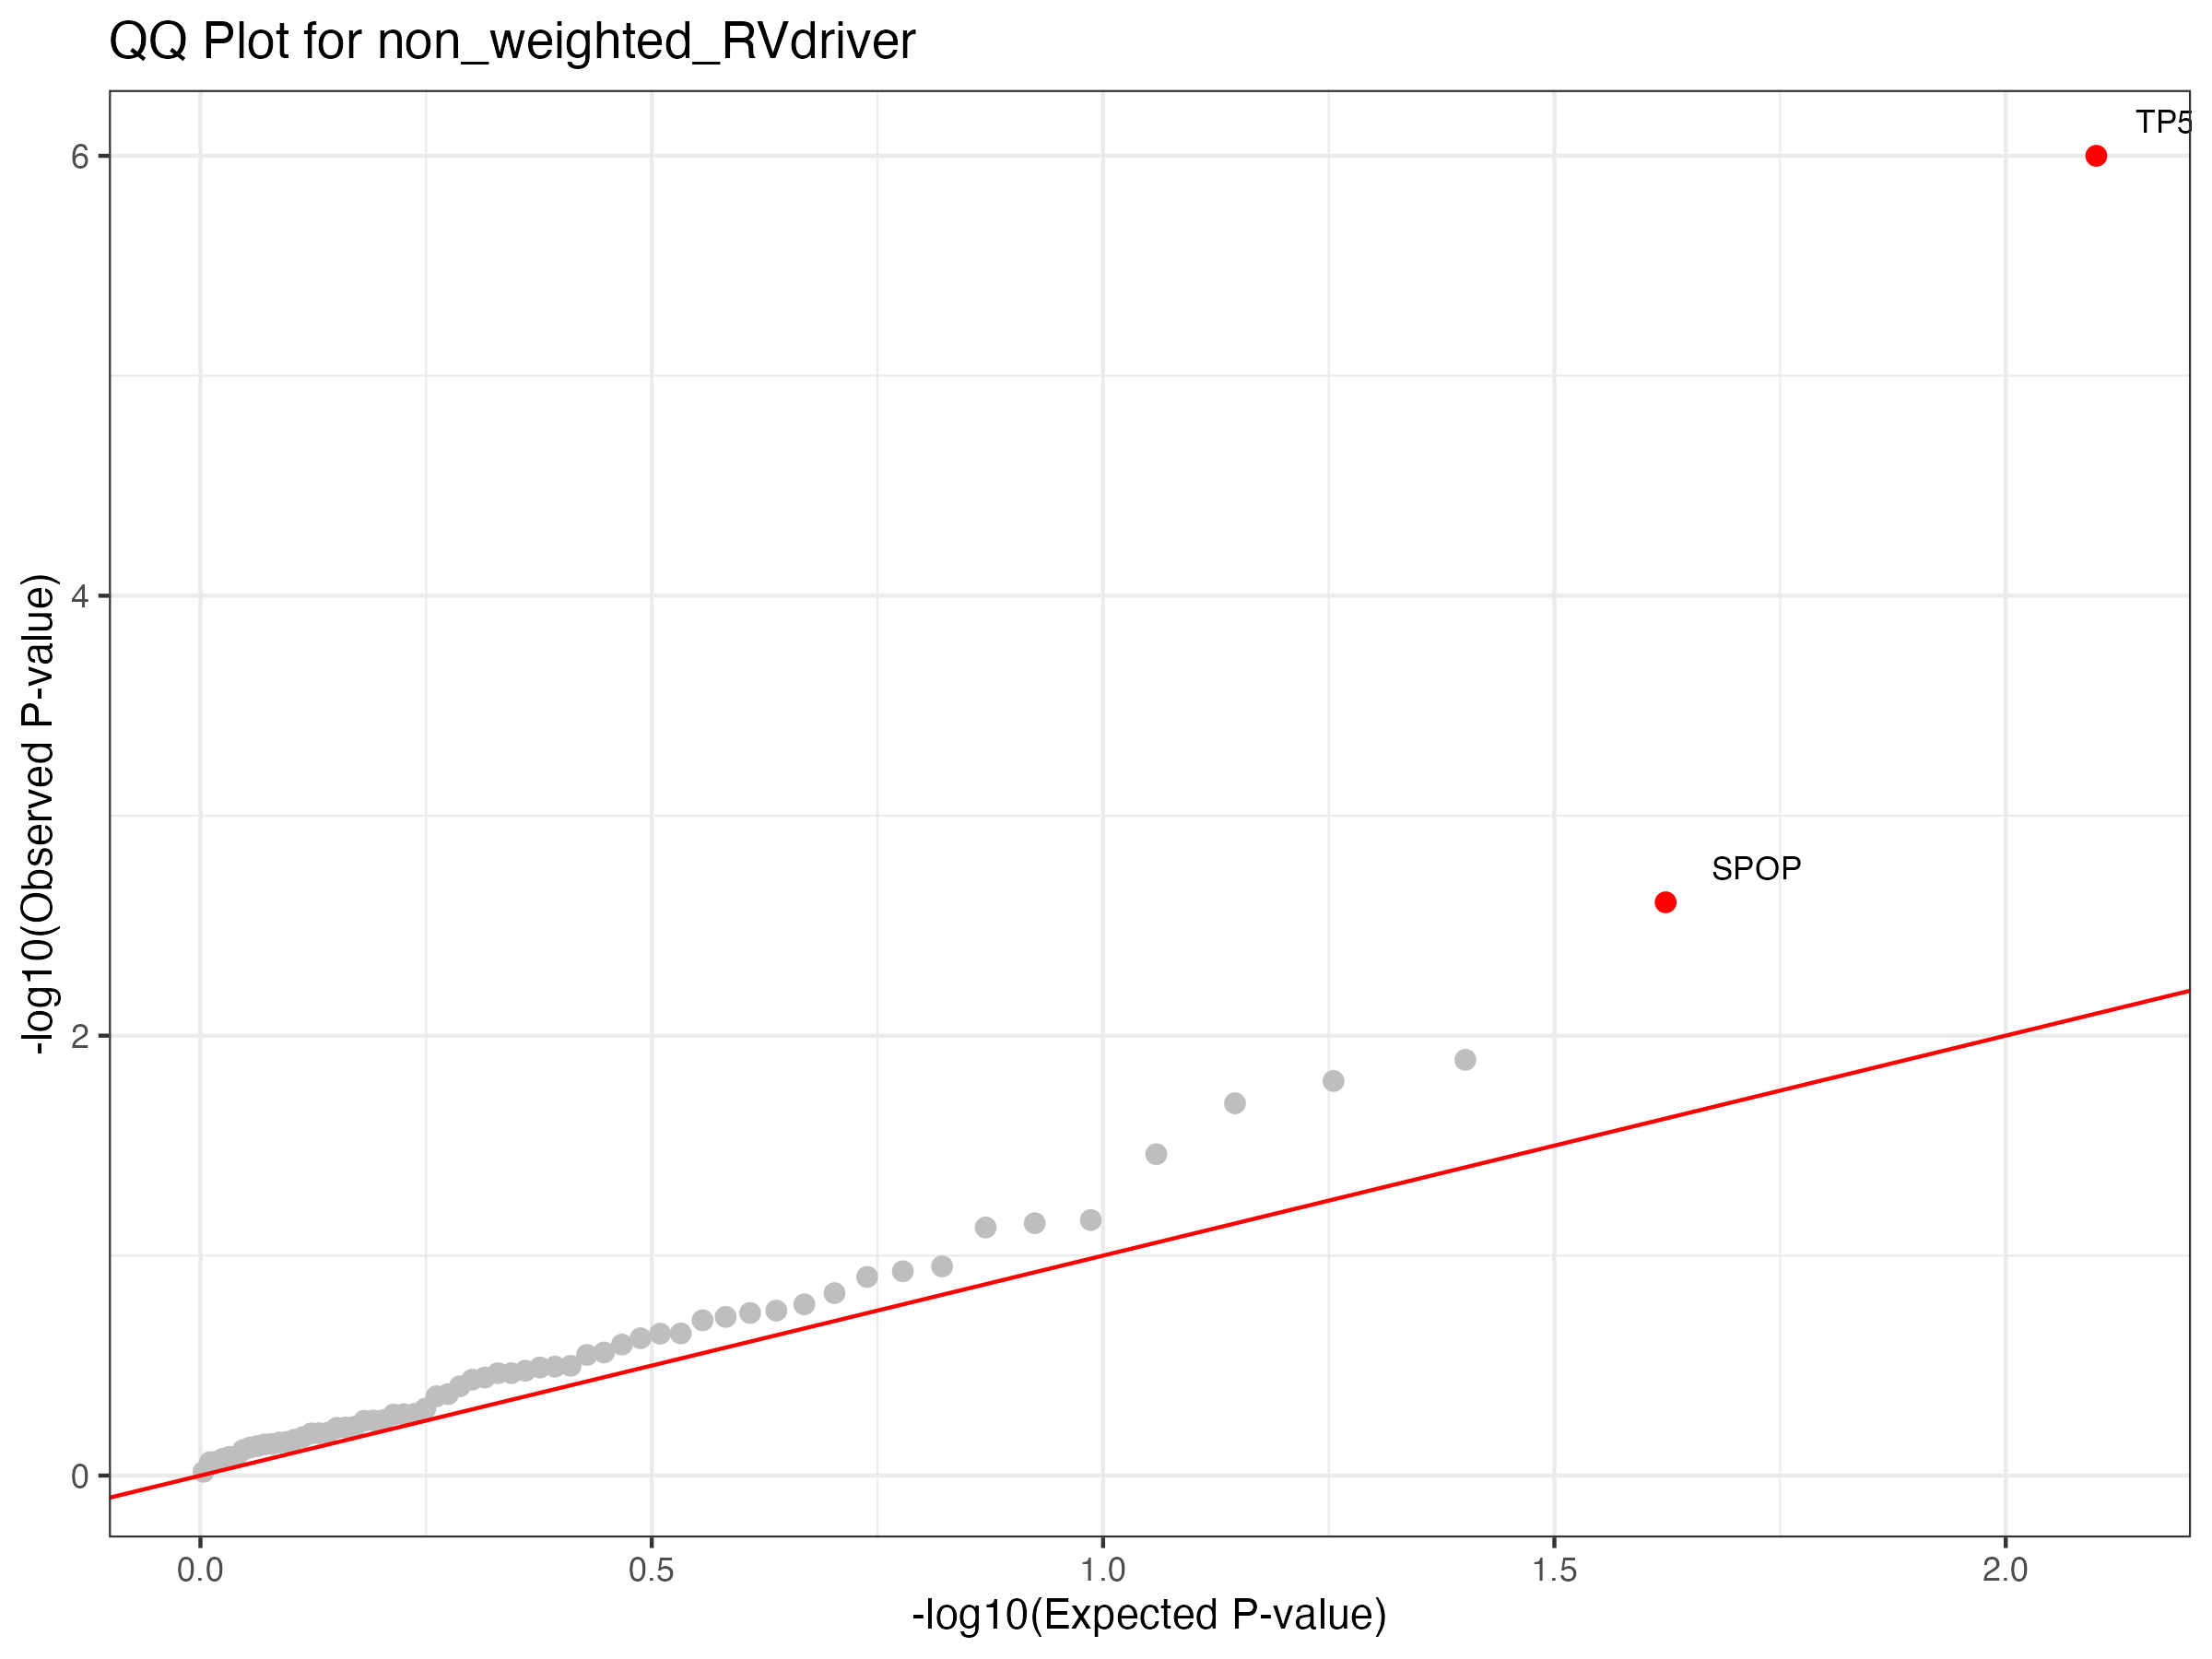 QQ Plot for non_weighted_RVdriver
TP5
6
4
SPOP
2
0
0.0
0.5
1.0
1.5
2.0
-log10(Expected P-value)
-log10(Observed P-value)